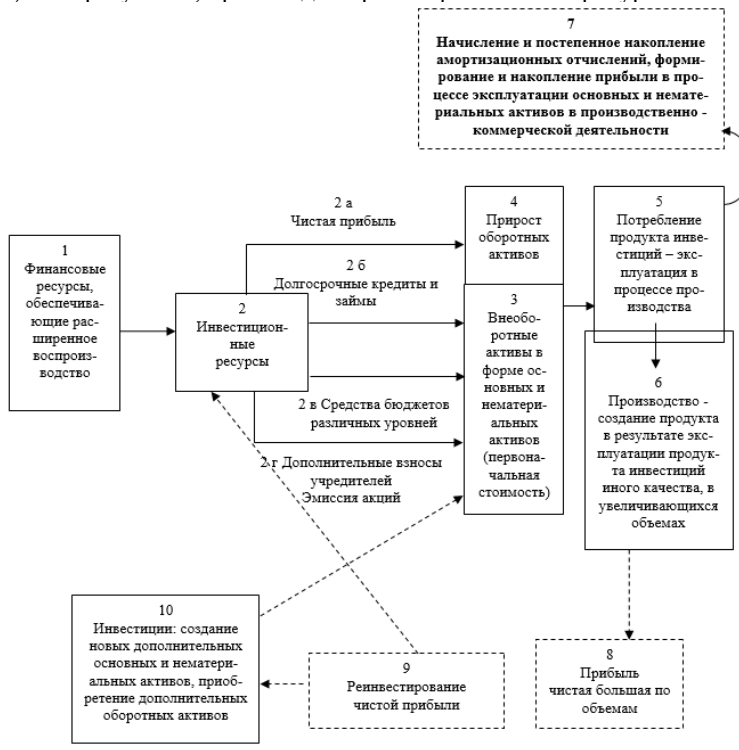 7
Начисление и постепенное накопление
амортизационных отчислений, форми-
рование и накопление прибыли в про-
цессе эксплуатации основных и немате-
риальных активов в производственно -
коммерческой деятельности
1
Финансовые
ресурсы,
обеспечива-
ющие рас-
ширенное
воспроиз-
водство
2
Инвестицион-
ные
ресурсы
2 а
Чистая прибыль
2 б
Долгосрочные кредиты и
займы
2 в Средства бюджетов
различных уровней
2 г Дополнительные взносы
учредителей
Эмиссия акций
4
Прирост
оборотных
активов
3
Внеобо-
ротные
активы в
форме ос-
новных и
нематери-
альных
активов
(первона-
чальная
стоимость)
5
Потребление
продукта инве-
стиций – экс-
плуатация в
процессе про-
изводства
6
Производство -
создание продукта
в результате экс-
плуатации продук-
та инвестиций
иного качества, в
увеличивающихся
объемах
10
Инвестиции: создание
новых дополнительных
основных и нематери-
альных активов, приоб-
ретение дополнительных
оборотных активов
9
Реинвестирование
чистой прибыли
8
Прибыль
чистая большая по
объемам